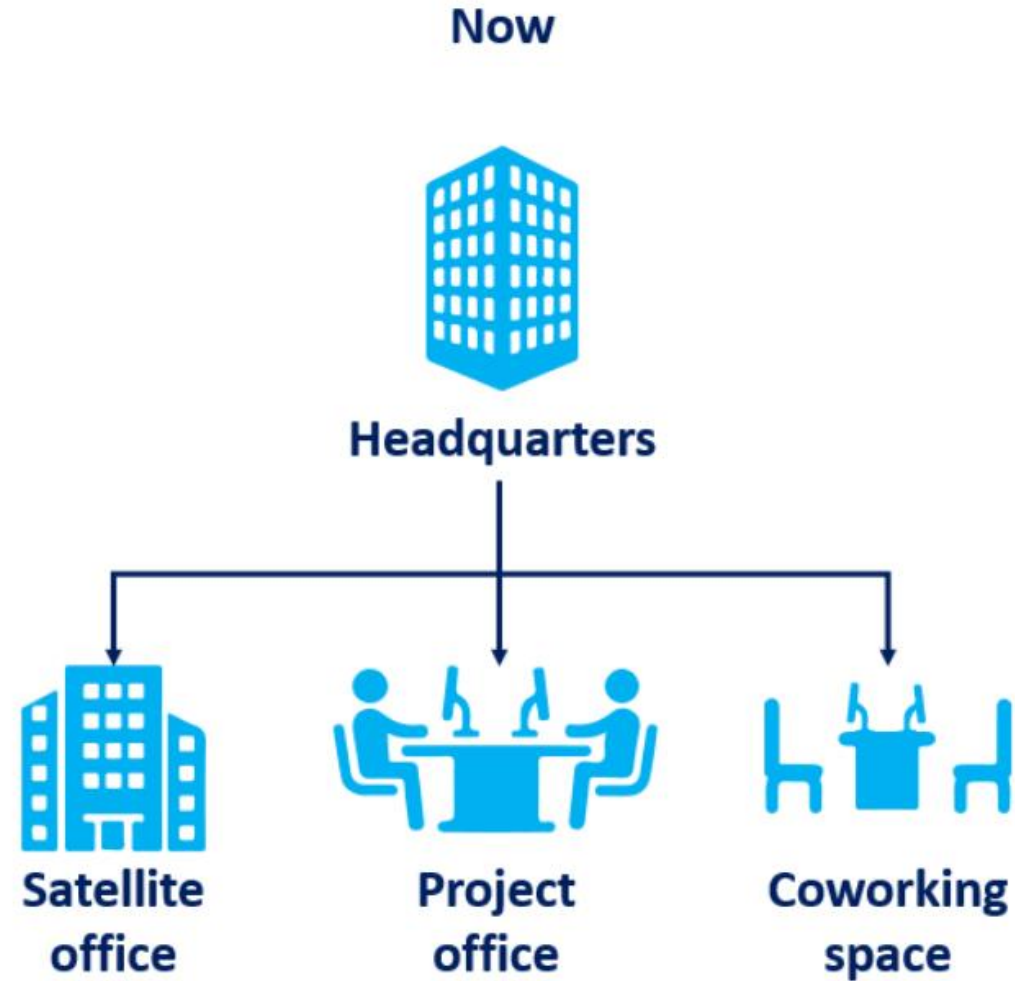 Now
Headquarters
Satellite
office
Project
office
Coworking
space